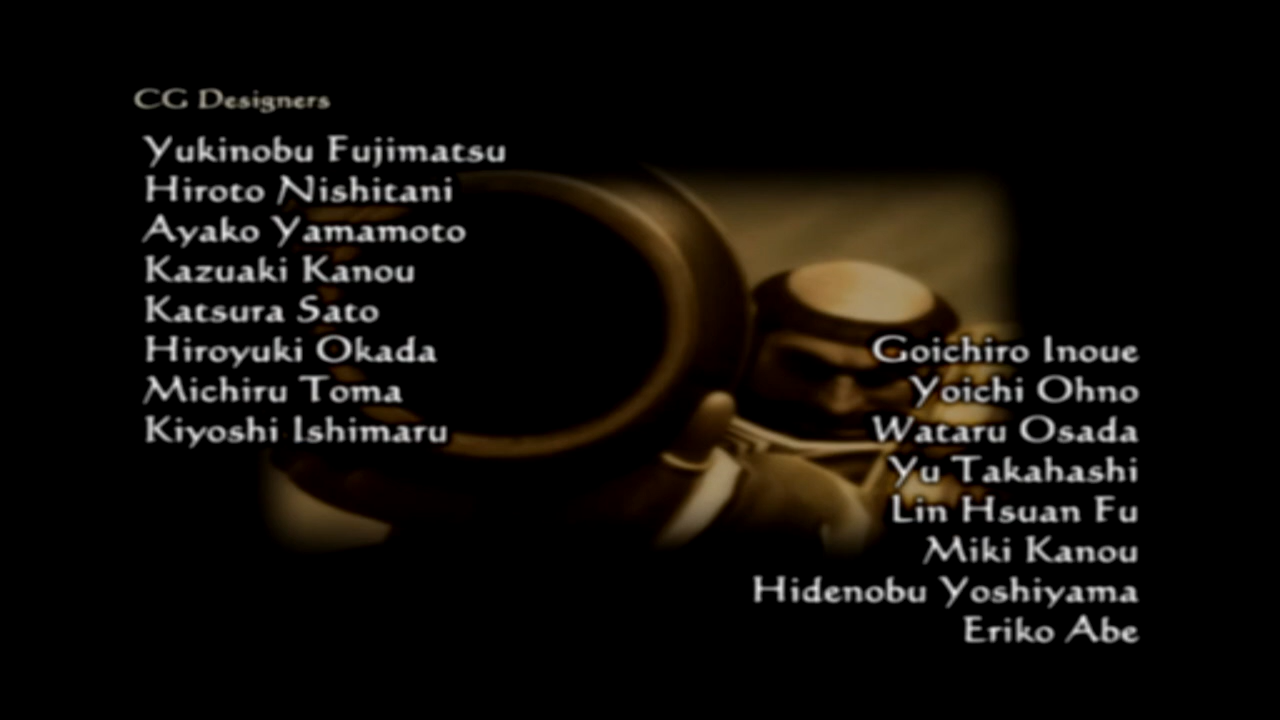 CG Designers
Yukinobu Fujimatsu
Hiroto Nishitani
Ayako Yamamoto
Kazuaki Kanou
Katsura Sato
Hiroyuki Okada
Michiru Toma
Kiyoshi Ishimaru
Goichiro Inoue
Yoichi Ohno
Wataru Osada
Yu Takahashi
Lin Hsuan Fu
Miki Kanou
Hidenobu Yoshiyama
Eriko Abe